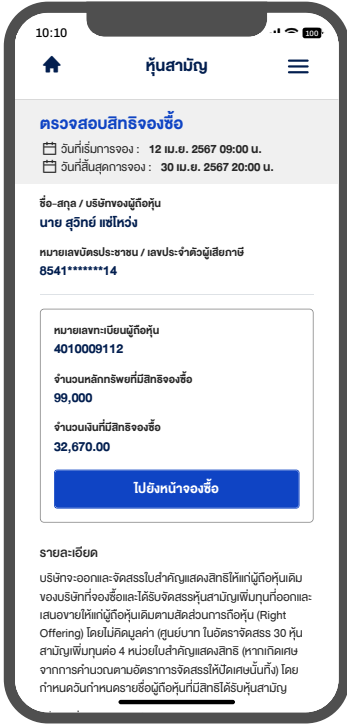 10:10
100
หุ้นสามัญ
ตรวจสอบสิทธิจองซื้อ
วันที่เริ่มการจอง : 12 เม.ย. 2567 09:00 น.
วันที่สิ้นสุดการจอง : 30 เม.ย. 2567 20:00 น.
ชื่อ-สกุล / บริษัทของผู้ถือหุ้น
นาย สุวิทย์ แซ่โหว่ง
หมายเลขบัตรประชาชน / เลขประจำตัวผู้เสียภาษี
8541*******14
หมายเลขทะเบียนผู้ถือหุ้น
4010009112
จำนวนหลักทรัพย์ที่มีสิทธิจองซื้อ
99,000
จำนวนเงินที่มีสิทธิจองซื้อ
32,670.00
ไปยังหน้าจองซื้อ
รายละเอียด
บริษัทจะออกและจัดสรรใบสำคัญแสดงสิทธิให้แก่ผู้ถือหุ้นเดิม
ของบริษัทที่จองซื้อและได้รับจัดสรรหุ้นสามัญเพิ่มทุนที่ออกและ
เสนอขายให้แก่ผู้ถือหุ้นเดิมตามสัดส่วนการถือหุ้น (Right
Offering) โดยไม่คิดมูลค่า (ศูนย์บาท ในอัตราจัดสรร 30 หุ้น
สามัญเพิ่มทุนต่อ 4 หน่วยใบสำคัญแสดงสิทธิ (หากเกิดเศษ
จากการคำนวณตามอัตราการจัดสรรให้ปัดเศษนั้นทิ้ง) โดย
กำหนดวันกำหนดรายชื่อผู้ถือหุ้นที่มีสิทธิได้รับหุ้นสามัญ